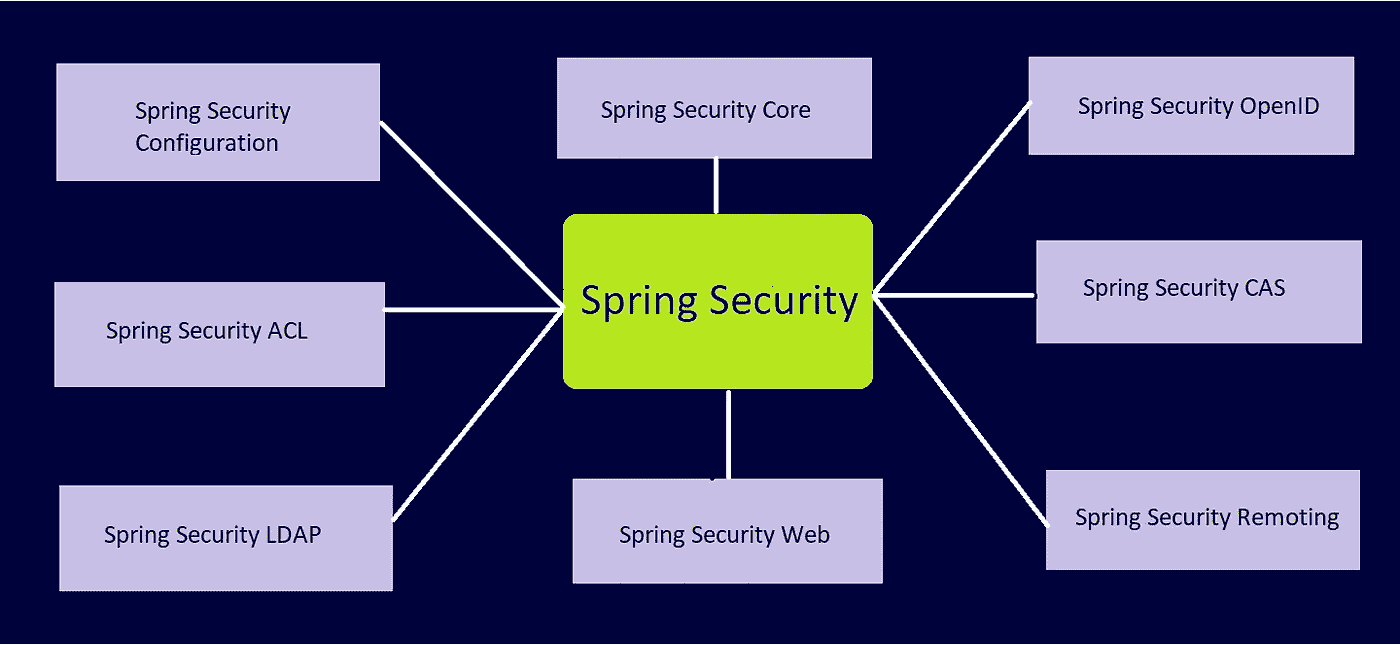 Spring Security
Configuration
Spring Security Core
Spring Security OpenID
Spring Security ACL
Spring Security
Spring Security CAS
Spring Security LDAP
Spring Security Web
Spring Security Remoting